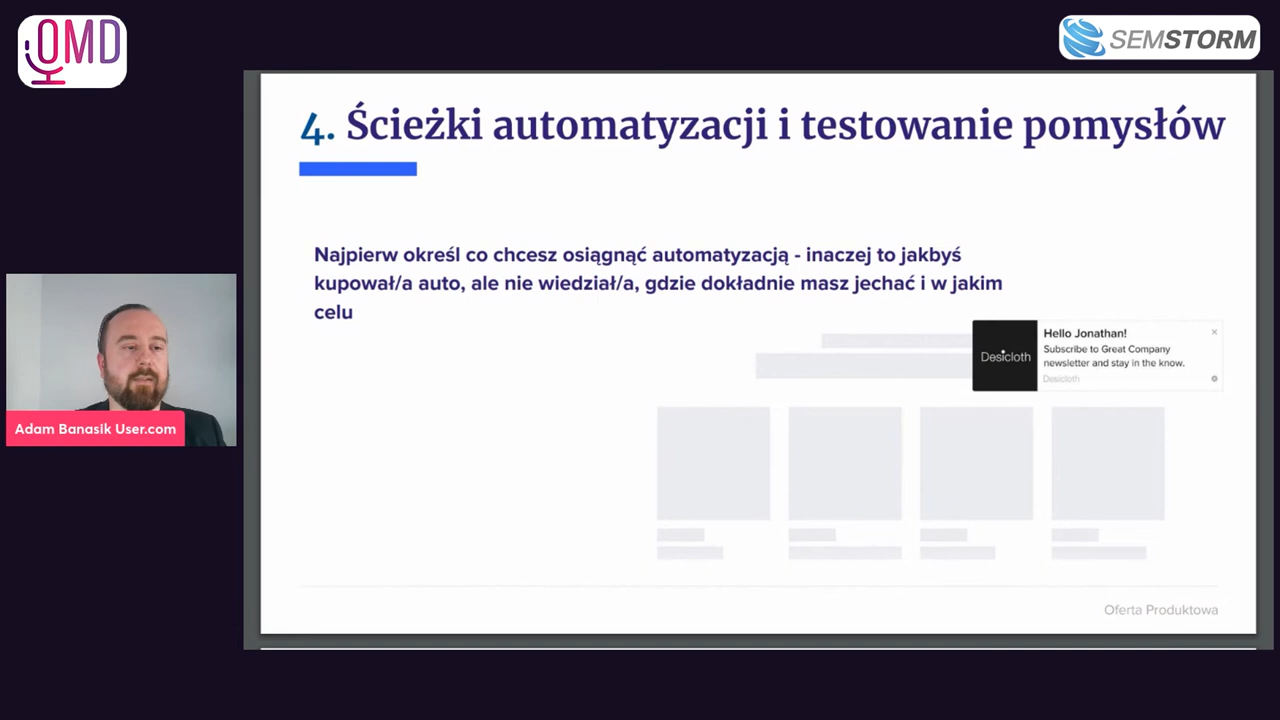 OMD
SEMSTORM
4. Ścieżki automatyzacji i testowanie pomysłów
Najpierw określ co chcesz osiągnąć automatyzacją - inaczej to jakbyś
kupował/a auto, ale nie wiedział/a, gdzie dokładnie masz jechać i w jakim
celu
Desicloth
Hello Jonathan!
Subscribe to Great Company
newsletter and stay in the know.
Desicloth
Adam Banasik User.com
Oferta Produktowa